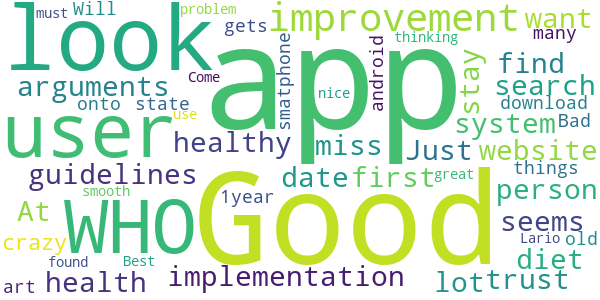 must Will problem
look app improvement want
gets many
arguments smatphone android thinking find
onto state Come nice stay search
user use download
healthy miss Just system Bad
website
guidelines date first great things
smooth 1year person
At WHO Good seems
crazy Lario old
found Best diet
art health implementation lot trust